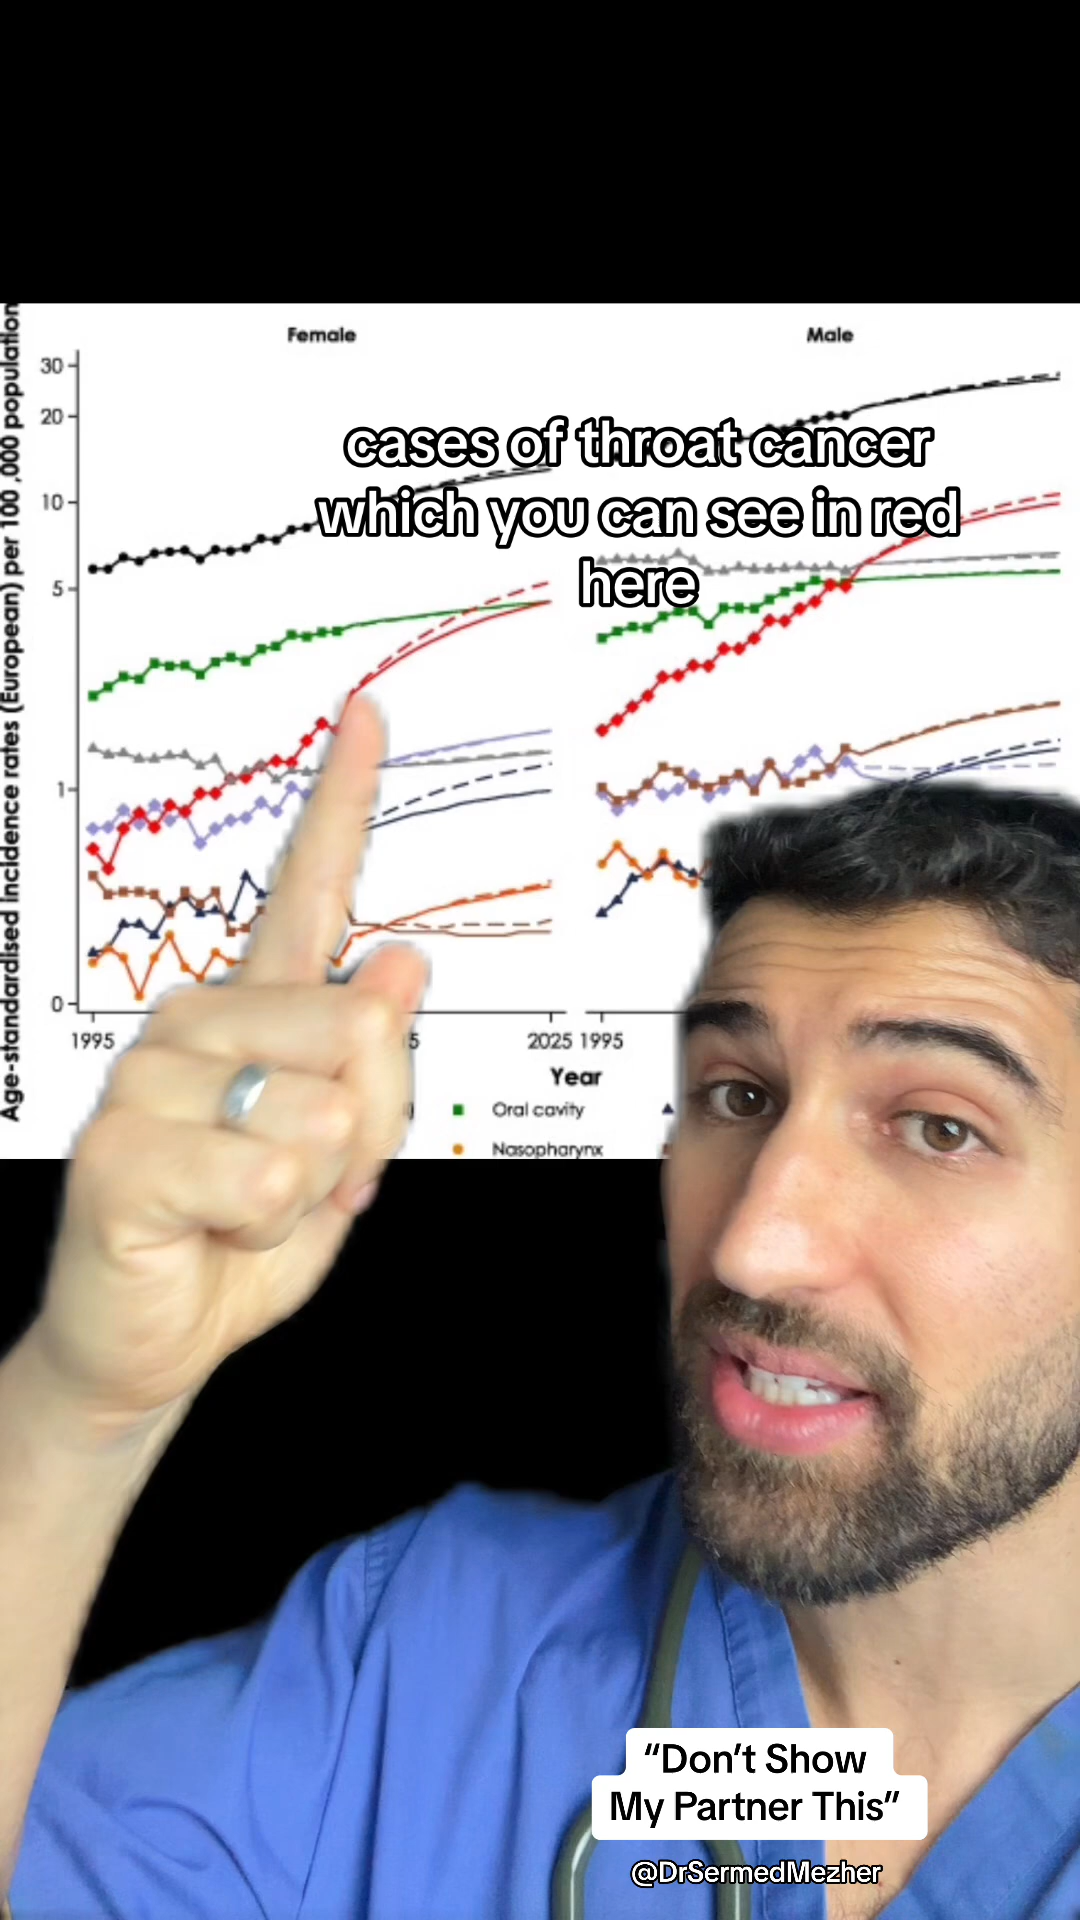 Female
Male
Age-standardised incidence rates (European) per 100,000 population
30
20
10
5
1
0
cases of throat cancer
which you can see in red
here
1995
2025
1995
Year
Oral cavity
Nasopharynx
“Don’t Show
My Partner This”
@DrSermedMezher